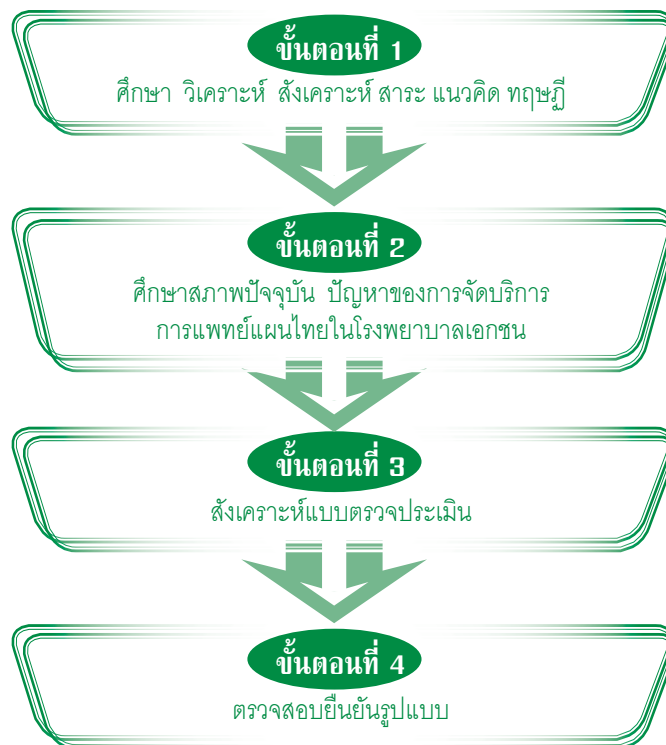 ขั้นตอนที่ 1
ศึกษา วิเคราะห์ สังเคราะห์ สาระ แนวคิด ทฤษฎี
ขั้นตอนที่ 2
ศึกษาสภาพปัจจุบัน ปัญหาของการจัดบริการ
การแพทย์แผนไทยในโรงพยาบาลเอกชน
ขั้นตอนที่ 3
สังเคราะห์แบบตรวจประเมิน
ขั้นตอนที่ 4
ตรวจสอบยืนยันรูปแบบ